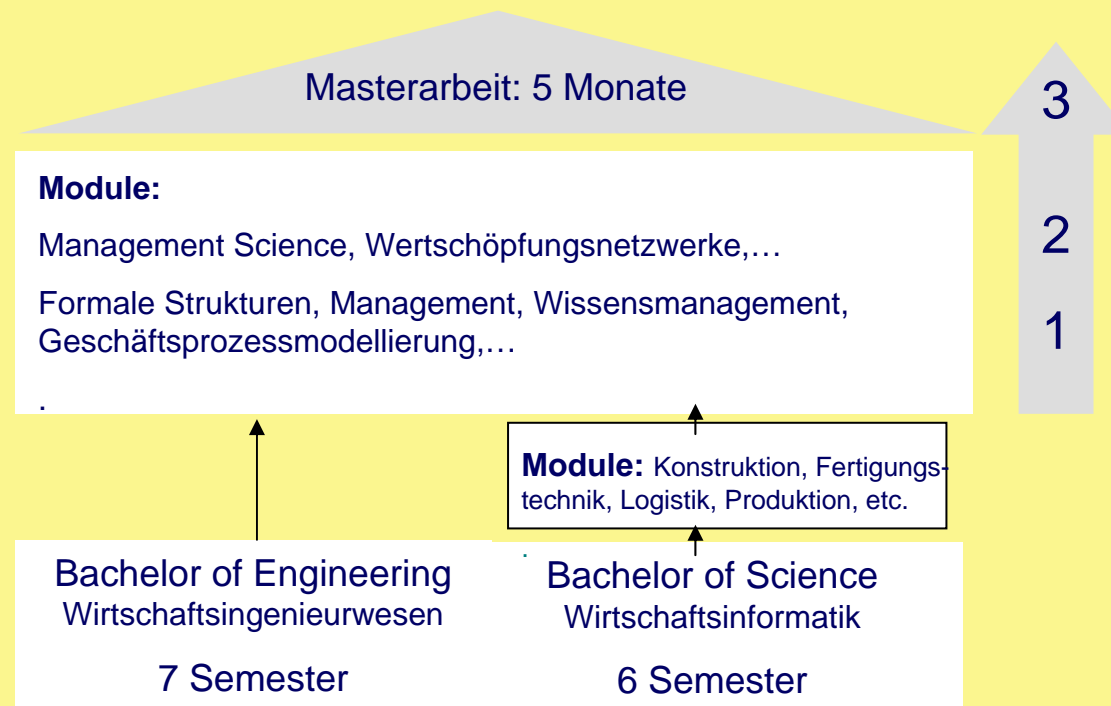 Masterarbeit: 5 Monate
3
Module:
Management Science, Wertschöpfungsnetzwerke,…
2
Formale Strukturen, Management, Wissensmanagement,
Geschäftsprozessmodellierung,…
1
.
Module: Konstruktion, Fertigungs-
technik, Logistik, Produktion, etc.
.
Bachelor of Engineering
Wirtschaftsingenieurwesen
7 Semester
Bachelor of Science
Wirtschaftsinformatik
6 Semester